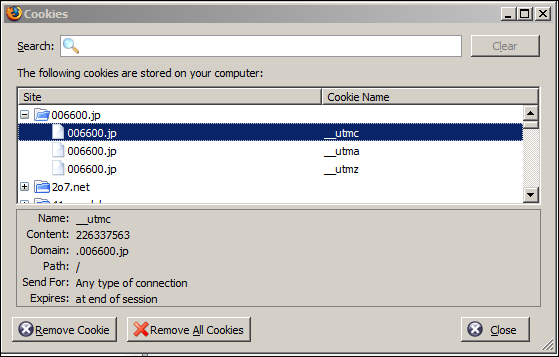 Cookies
Search:
Clear
The following cookies are stored on your computer:
Site Cookie Name
006600.jp
006600.jp __utmc
006600.jp __utma
006600.jp __utmz
2o7.net
Name: __utmc
Content: 226337563
Domain: .006600.jp
Path: /
Send For: Any type of connection
Expires: at end of session
Remove Cookie Remove All Cookies Close